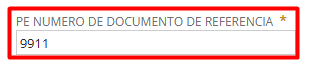 PE NUMERO DE DOCUMENTO DE REFERENCIA *
9911